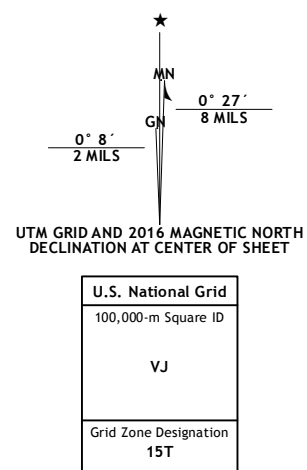 MN
0° 27´
8 MILS
GN
0° 8´
2 MILS
UTM GRID AND 2016 MAGNETIC NORTH
DECLINATION AT CENTER OF SHEET
U.S. National Grid
100,000-m Square ID
VJ
Grid Zone Designation
15T